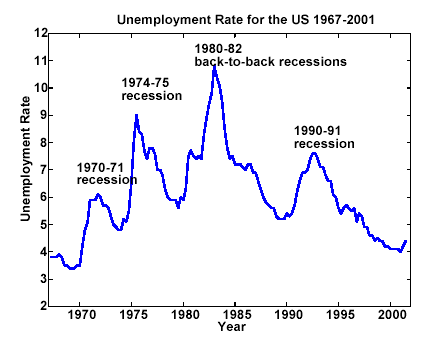 Unemployment Rate for the US 1967-2001
12
11
10
9
8
7
6
5
4
3
2
Unemployment Rate
1980-82
back-to-back recessions
1974-75
recession
1990-91
recession
1970-71
recession
1970 1975 1980 1985 1990 1995 2000
Year